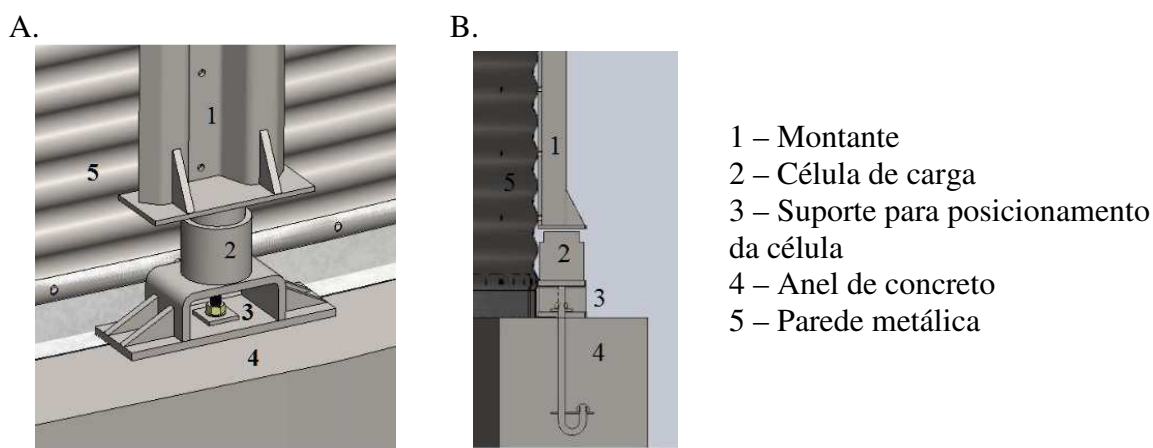 A.
B.
1
5
2
3
4
1
5
2
3
4
1 – Montante
2 – Célula de carga
3 – Suporte para posicionamento
da célula
4 – Anel de concreto
5 – Parede metálica